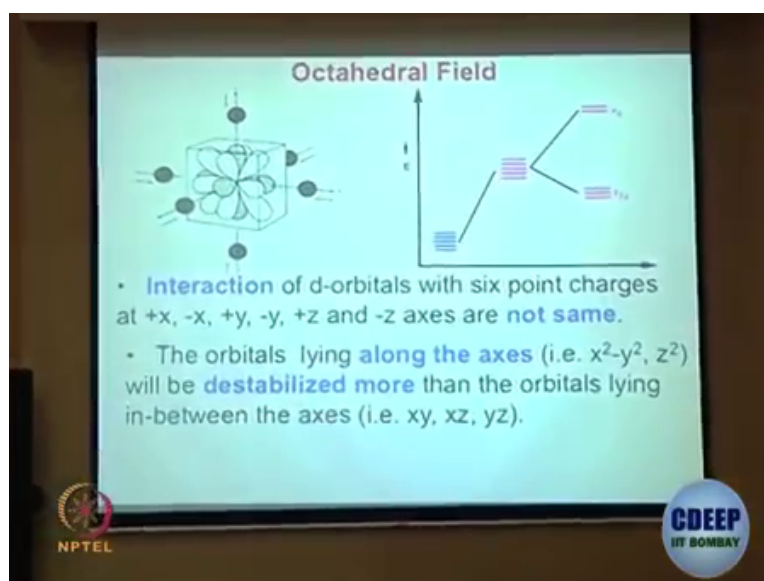 Octahedral Field
• Interaction of d-orbitals with six point charges
at +x, -x, +y, -y, +z and -z axes are not same.
• The orbitals lying along the axes (i.e. x²-y², z²)
will be destabilized more than the orbitals lying
in-between the axes (i.e. xy, xz, yz).
NPTEL
CDEEP
IIT BOMBAY